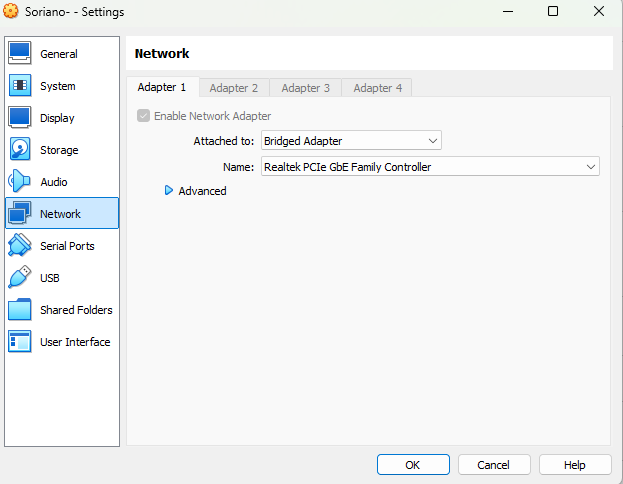 Soriano- - Settings
General
System
Display
Storage
Audio
Network
Serial Ports
USB
Shared Folders
User Interface
Network
Adapter 1 Adapter 2 Adapter 3 Adapter 4
Enable Network Adapter
Attached to: Bridged Adapter
Name: Realtek PCIe GbE Family Controller
Advanced
OK Cancel Help